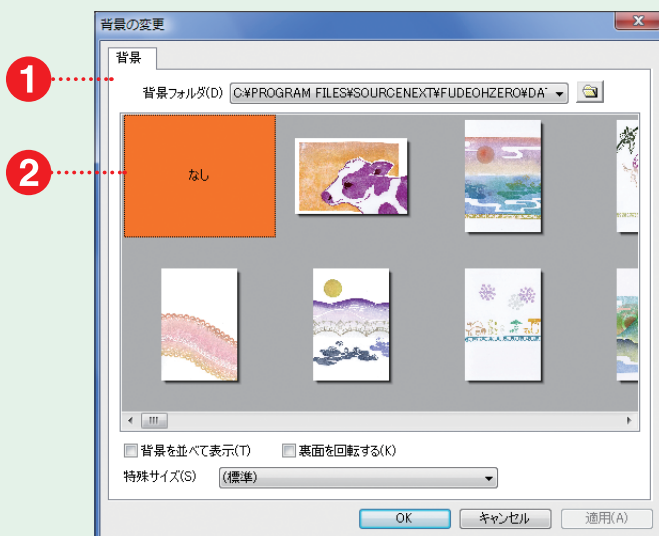 背景の変更
背景
1
背景フォルダ(D) C:¥PROGRAM FILES¥SOURCENEXT¥FUDEOHZERO¥DA
2
なし
背景を並べて表示(T) 裏面を回転する(K)
特殊サイズ(S) (標準)
OK キャンセル 適用(A)